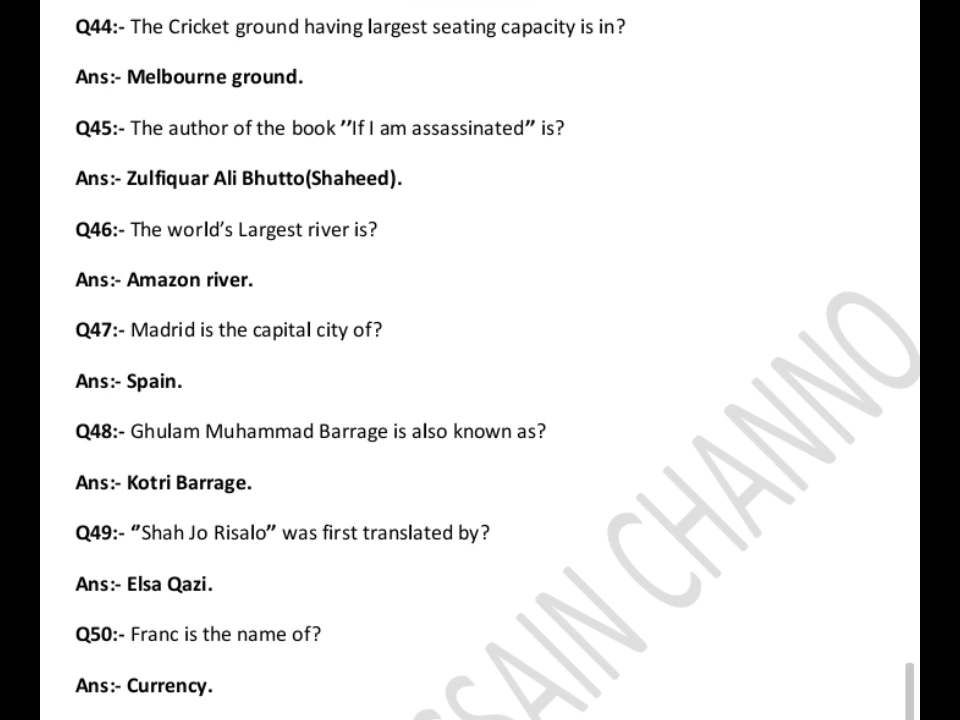 Q44:- The Cricket ground having largest seating capacity is in?
Ans:- Melbourne ground.
Q45:- The author of the book ”If I am assassinated” is?
Ans:- Zulfiquar Ali Bhutto(Shaheed).
Q46:- The world’s Largest river is?
Ans:- Amazon river.
Q47:- Madrid is the capital city of?
Ans:- Spain.
Q48:- Ghulam Muhammad Barrage is also known as?
Ans:- Kotri Barrage.
Q49:- “Shah Jo Risalo” was first translated by?
Ans:- Elsa Qazi.
Q50:- Franc is the name of?
Ans:- Currency.
SSAIN CHANNO